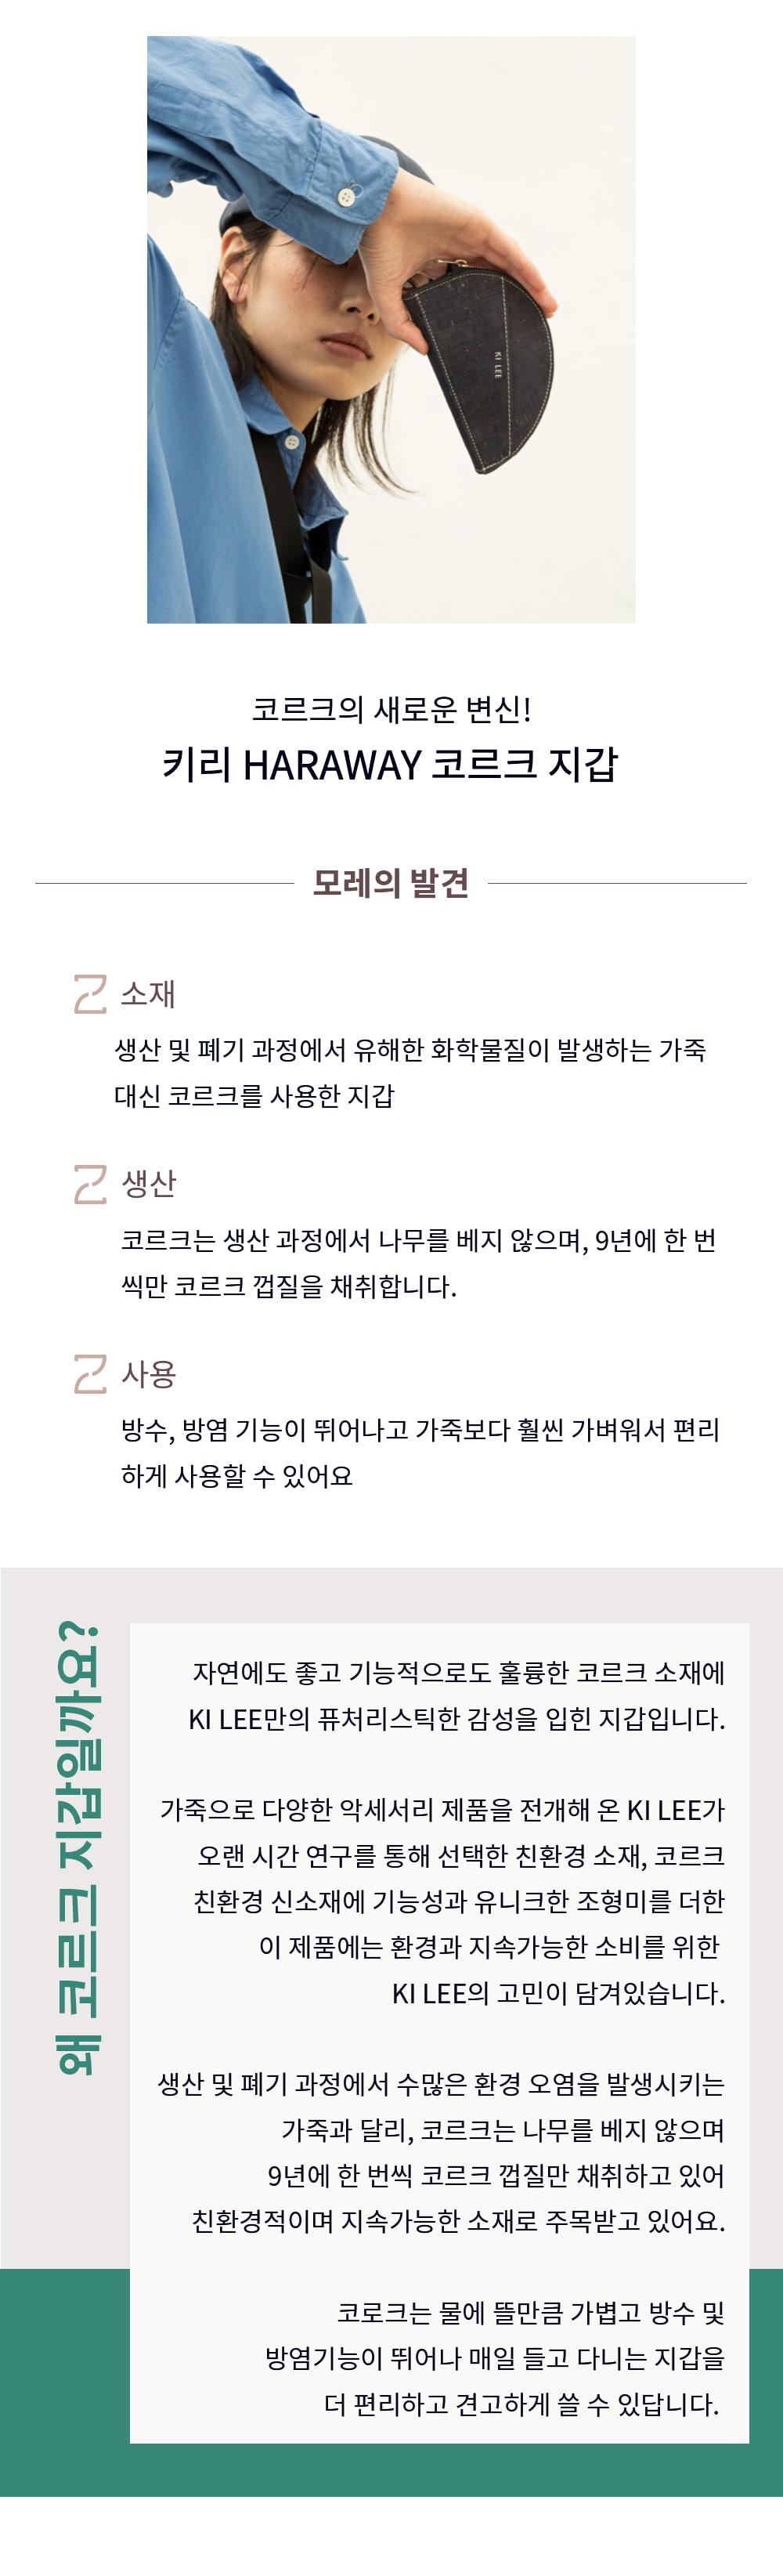 KI LEE
코르크의 새로운 변신!
키리 HARAWAY 코르크 지갑
모레의 발견
소재
생산 및 폐기 과정에서 유해한 화학물질이 발생하는 가죽
대신 코르크를 사용한 지갑
생산
코르크는 생산 과정에서 나무를 베지 않으며, 9년에 한 번
씩만 코르크 껍질을 채취합니다.
사용
방수, 방염 기능이 뛰어나고 가죽보다 훨씬 가벼워서 편리
하게 사용할 수 있어요
왜 코르크 지갑일까요?
자연에도 좋고 기능적으로도 훌륭한 코르크 소재에
KI LEE만의 퓨처리스틱한 감성을 입힌 지갑입니다.
가죽으로 다양한 악세서리 제품을 전개해 온 KI LEE가
오랜 시간 연구를 통해 선택한 친환경 소재, 코르크
친환경 신소재에 기능성과 유니크한 조형미를 더한
이 제품에는 환경과 지속가능한 소비를 위한
KI LEE의 고민이 담겨있습니다.
생산 및 폐기 과정에서 수많은 환경 오염을 발생시키는
가죽과 달리, 코르크는 나무를 베지 않으며
9년에 한 번씩 코르크 껍질만 채취하고 있어
친환경적이며 지속가능한 소재로 주목받고 있어요.
코로크는 물에 뜰만큼 가볍고 방수 및
방염기능이 뛰어나 매일 들고 다니는 지갑을
더 편리하고 견고하게 쓸 수 있답니다.